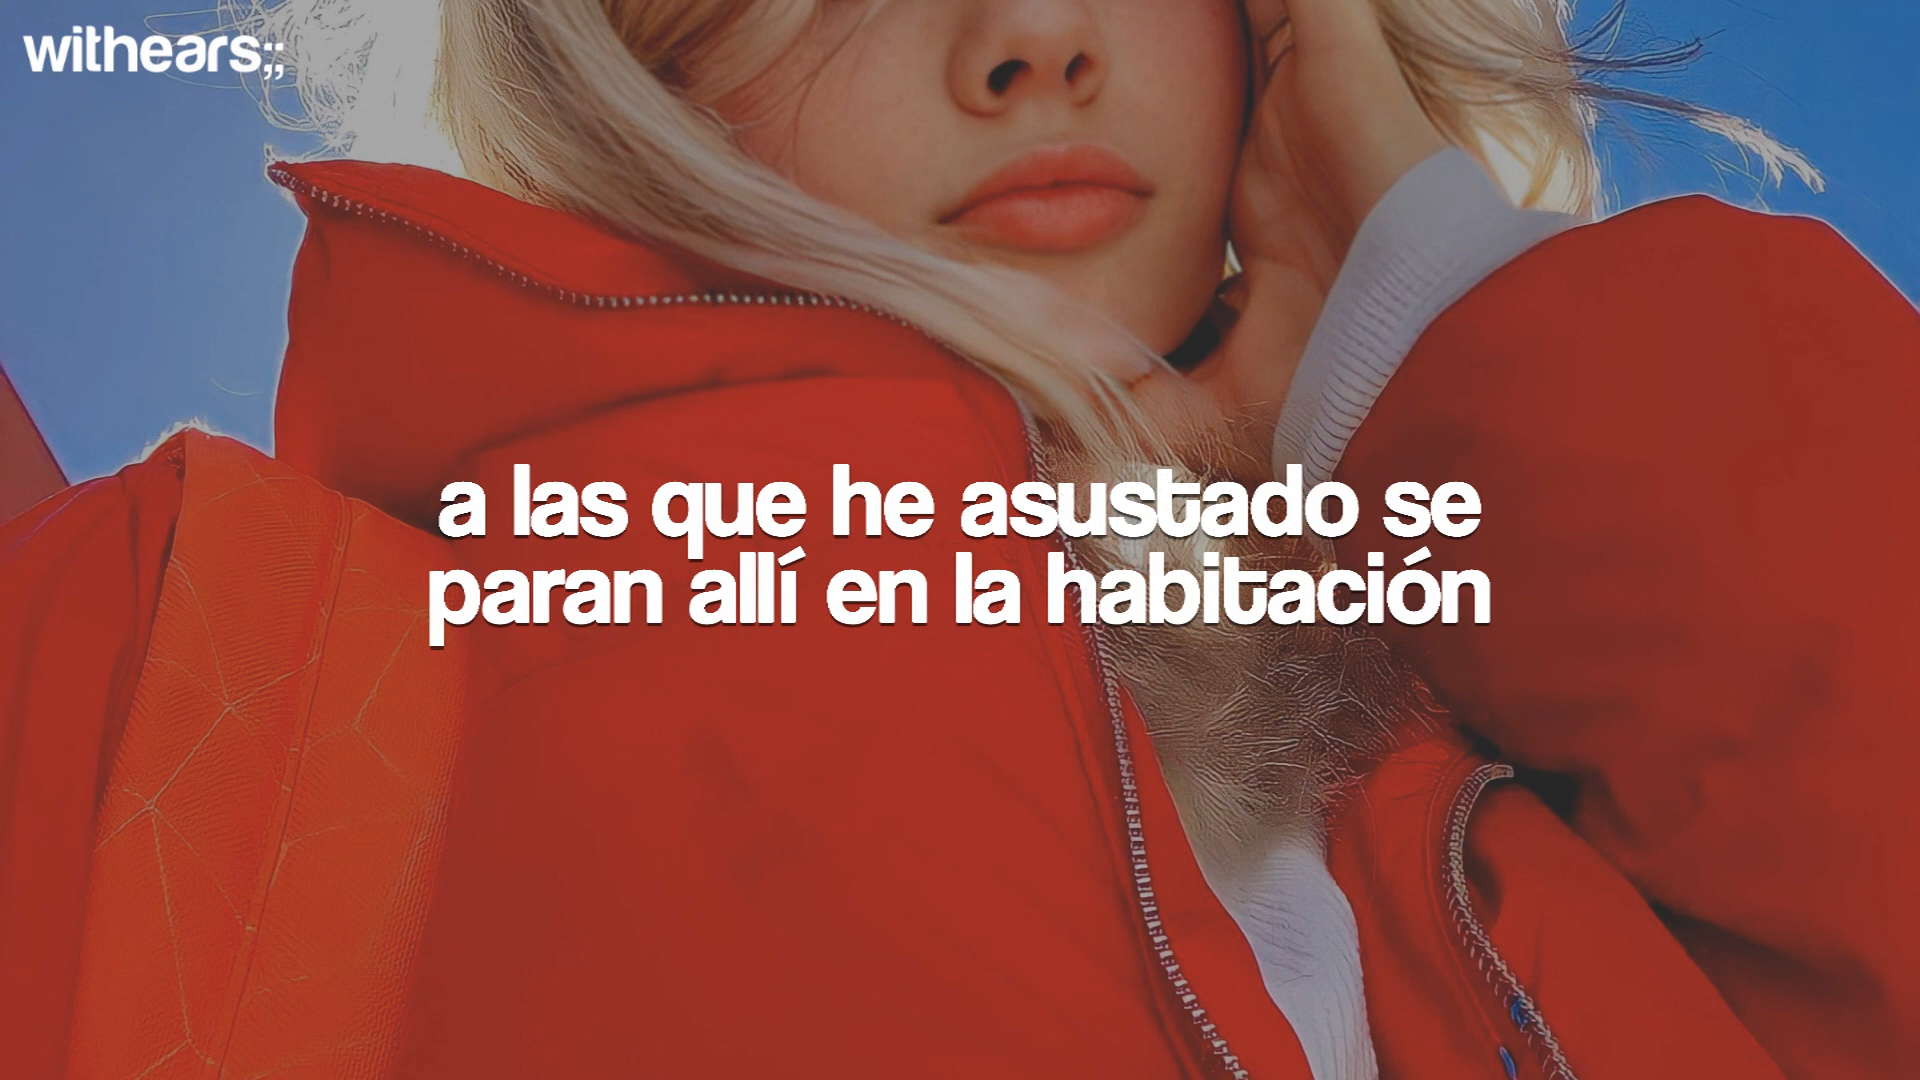 withears;;
a las que he asustado se
paran allí en la habitación